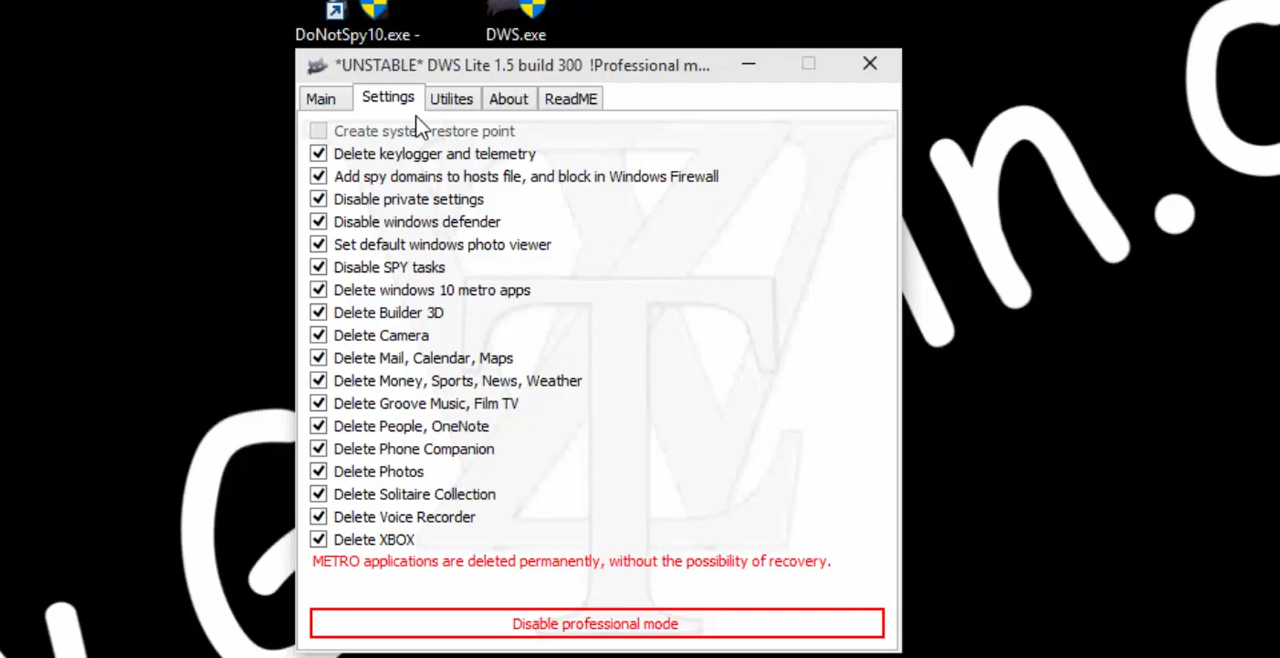 DoNotSpy10.exe -
DWS.exe
*UNSTABLE* DWS Lite 1.5 build 300 !Professional m...
Main
Settings
Utilites
About
ReadME
Create system restore point
Delete keylogger and telemetry
Add spy domains to hosts file, and block in Windows Firewall
Disable private settings
Disable windows defender
Set default windows photo viewer
Disable SPY tasks
Delete windows 10 metro apps
Delete Builder 3D
Delete Camera
Delete Mail, Calendar, Maps
Delete Money, Sports, News, Weather
Delete Groove Music, Film TV
Delete People, OneNote
Delete Phone Companion
Delete Photos
Delete Solitaire Collection
Delete Voice Recorder
Delete XBOX
METRO applications are deleted permanently, without the possibility of recovery.
Disable professional mode